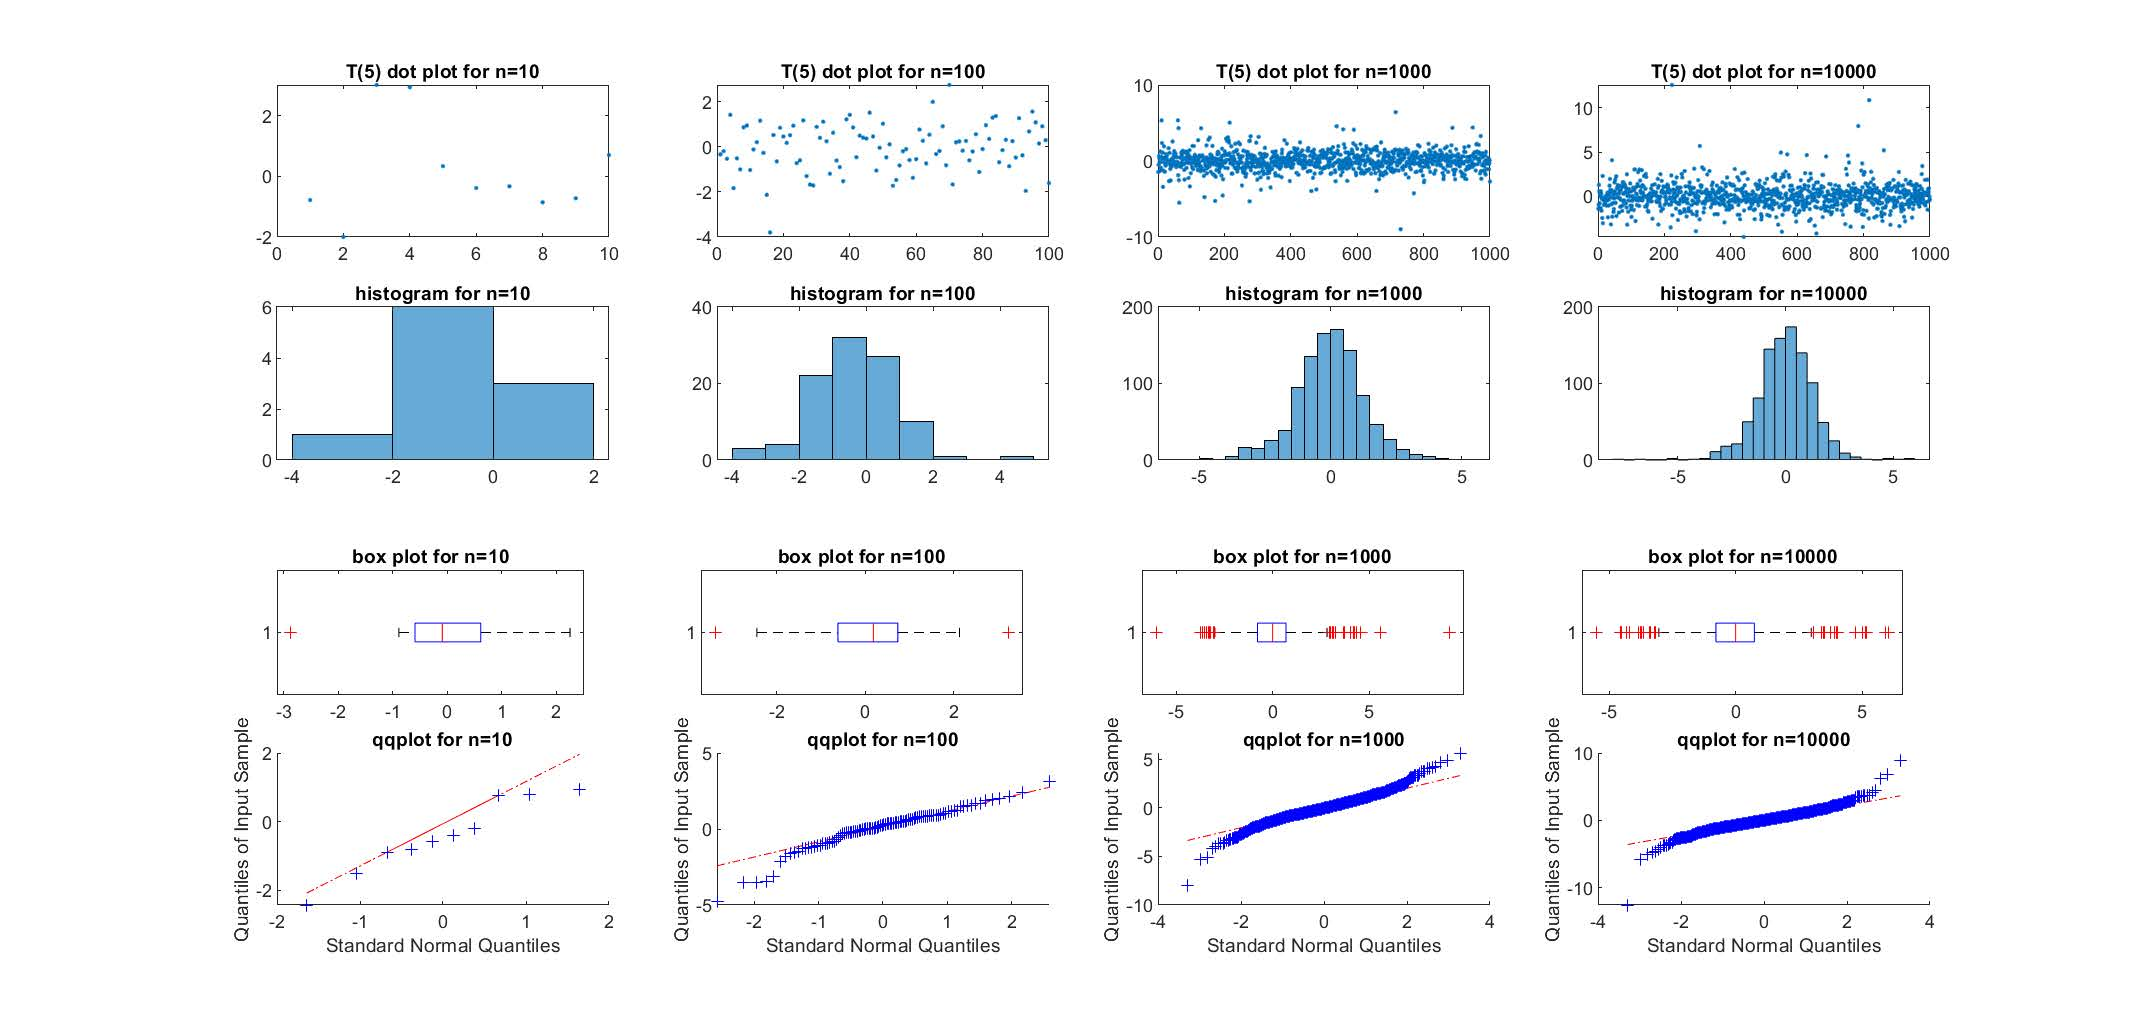 T(5) dot plot for n=10
2
0
-2
0 2 4 6 8 10
T(5) dot plot for n=100
2
0
-2
-4
0 20 40 60 80 100
T(5) dot plot for n=1000
10
0
-10
0 200 400 600 800 1000
T(5) dot plot for n=10000
10
5
0
0 200 400 600 800 1000
histogram for n=10
6
4
2
0
-4 -2 0 2
histogram for n=100
40
20
0
-4 -2 0 2 4
histogram for n=1000
200
100
0
-5 0 5
histogram for n=10000
200
100
0
-5 0 5
box plot for n=10
1
-3 -2 -1 0 1 2
box plot for n=100
1
-2 0 2
box plot for n=1000
1
-5 0 5
box plot for n=10000
1
-5 0 5
qqplot for n=10
Quantiles of Input Sample
2
0
-2
-2 -1 0 1 2
Standard Normal Quantiles
qqplot for n=100
Quantiles of Input Sample
5
0
-5
-2 -1 0 1 2
Standard Normal Quantiles
qqplot for n=1000
Quantiles of Input Sample
5
0
-5
-10
-4 -2 0 2 4
Standard Normal Quantiles
qqplot for n=10000
Quantiles of Input Sample
10
0
-10
-4 -2 0 2 4
Standard Normal Quantiles